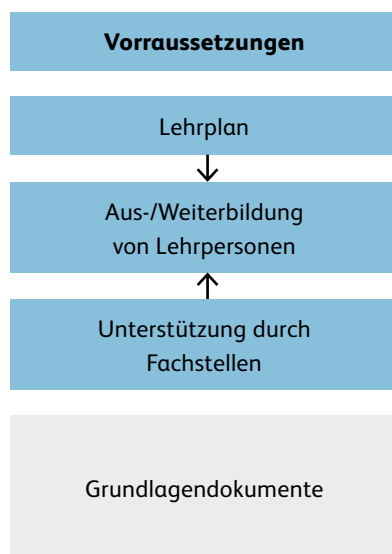 Vorraussetzungen
Lehrplan
Aus-/Weiterbildung
von Lehrpersonen
Unterstützung durch
Fachstellen
Grundlagendokumente